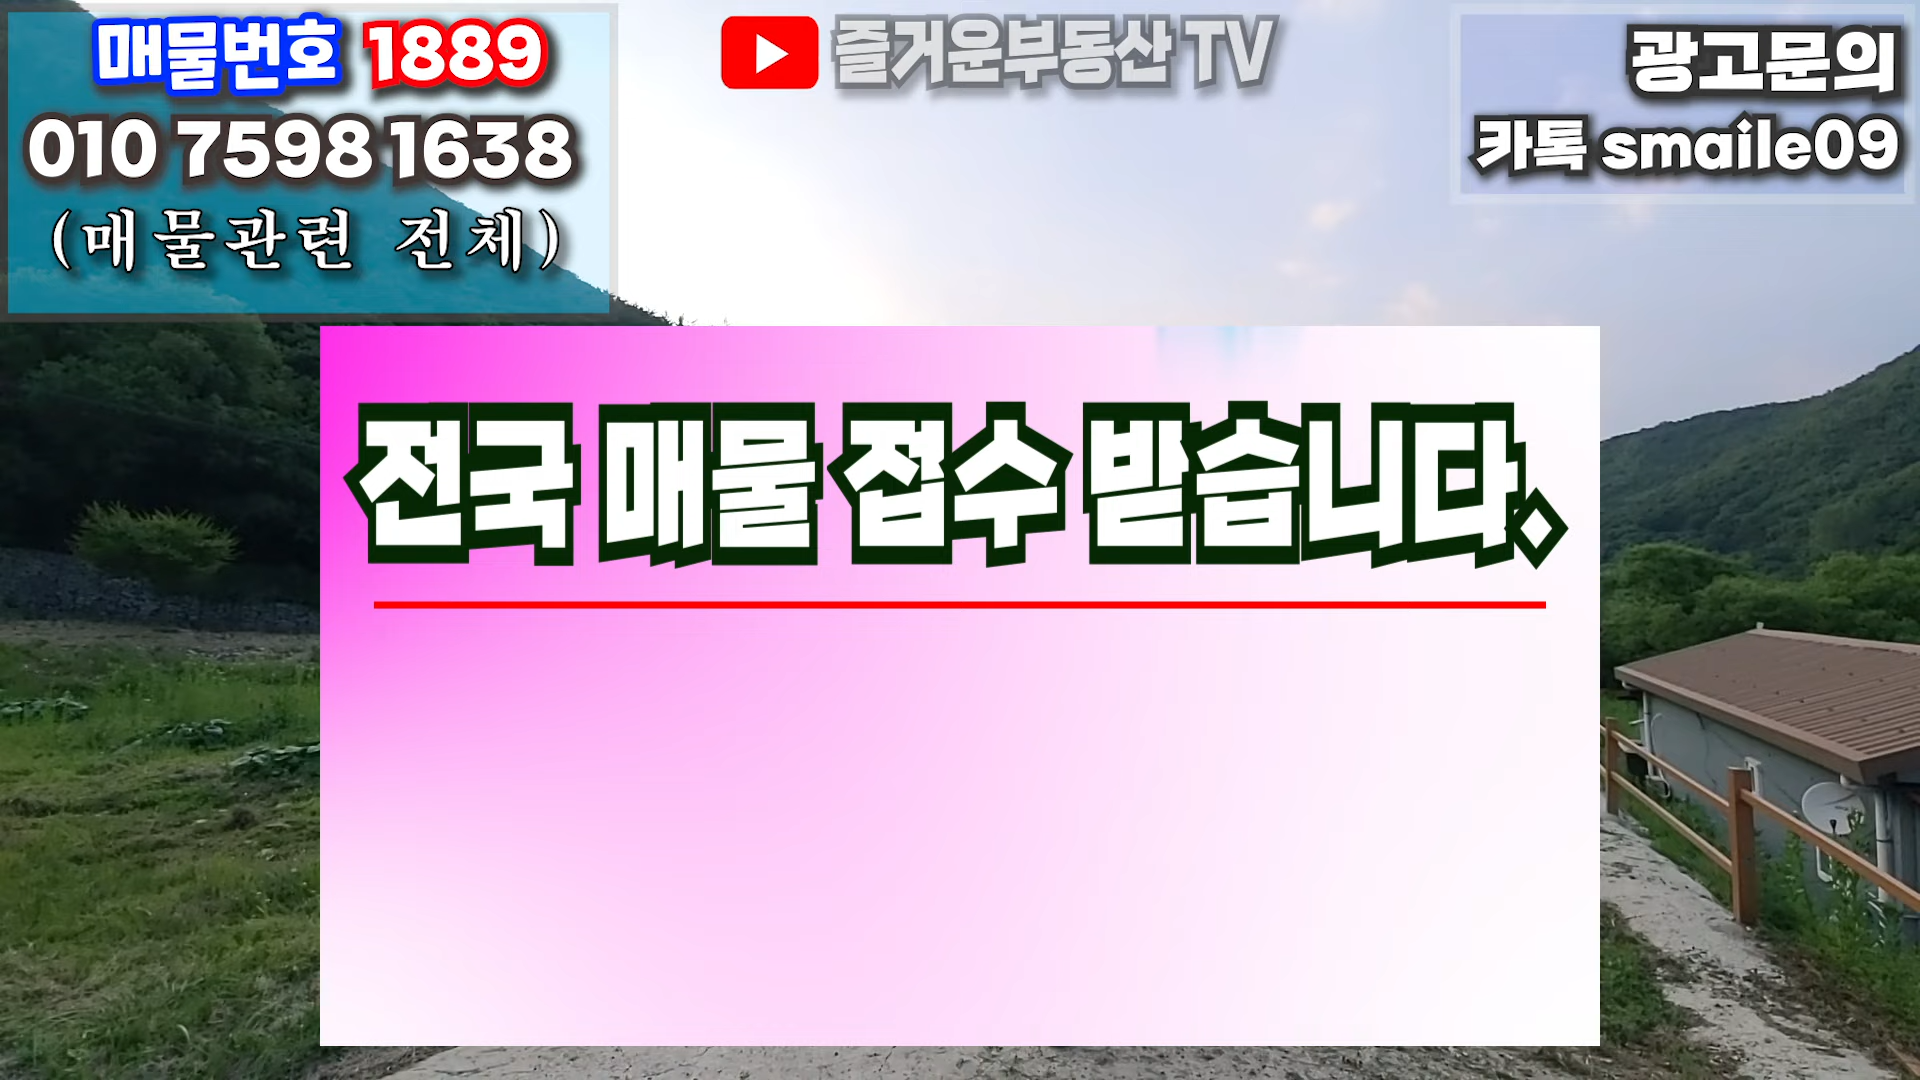 매물번호 1889
010 7598 1638
(매물관련 전체)
즐거운부동산 TV
광고문의
카톡 smaile09
전국 매물 접수 받습니다.